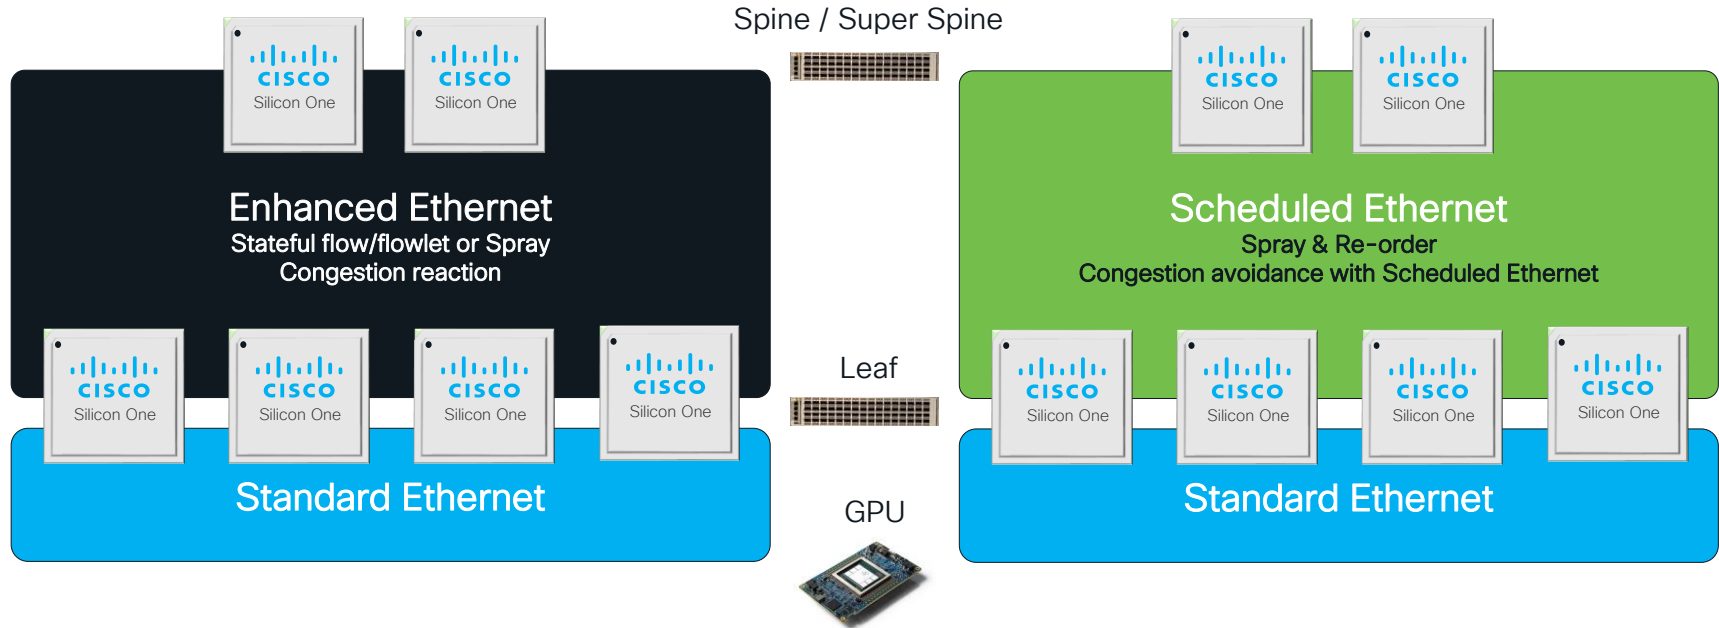 Spine / Super Spine
CISCO
Silicon One
CISCO
Silicon One
Enhanced Ethernet
Stateful flow/flowlet or Spray
Congestion reaction
CISCO
Silicon One
CISCO
Silicon One
CISCO
Silicon One
CISCO
Silicon One
Standard Ethernet
Leaf
GPU
CISCO
Silicon One
CISCO
Silicon One
Scheduled Ethernet
Spray & Re-order
Congestion avoidance with Scheduled Ethernet
CISCO
Silicon One
CISCO
Silicon One
CISCO
Silicon One
CISCO
Silicon One
Standard Ethernet